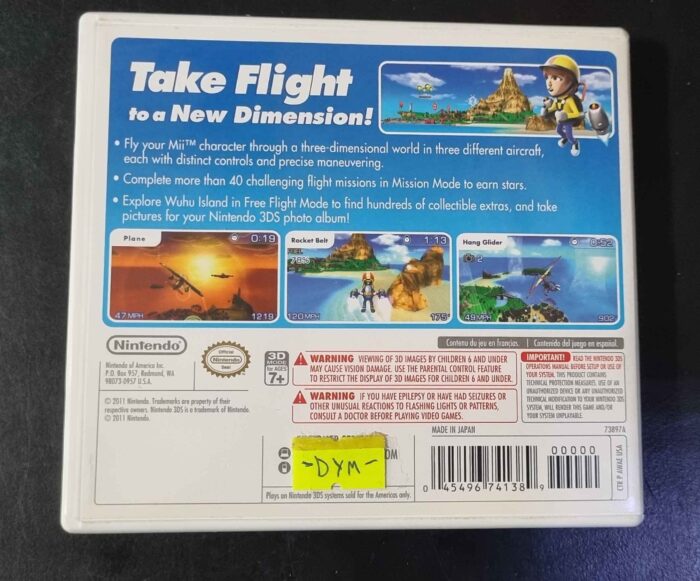 Take Flight
to a New Dimension!
• Fly your Mii™ character through a three-dimensional world in three different aircraft,
each with distinct controls and precise maneuvering.
• Complete more than 40 challenging flight missions in Mission Mode to earn stars.
• Explore Wuhu Island in Free Flight Mode to find hundreds of collectible extras, and take
pictures for your Nintendo 3DS photo album!
Plane 0:19
47 MPH 1219
Rocket Belt 1:13
FUEL
78%
120 MPH 175
Hang Glider 0:52
2
49 MPH 902
Contenu du jeu en français. Contenido del juego en español.
Nintendo
Nintendo of America Inc.
P.O. Box 957, Redmond, WA
98073-0957 U.S.A.
Official
Nintendo
Seal
3D
MODE
for AGES
7+
WARNING VIEWING OF 3D IMAGES BY CHILDREN 6 AND UNDER
MAY CAUSE VISION DAMAGE. USE THE PARENTAL CONTROL FEATURE
TO RESTRICT THE DISPLAY OF 3D IMAGES FOR CHILDREN 6 AND UNDER.
WARNING IF YOU HAVE EPILEPSY OR HAVE HAD SEIZURES OR
OTHER UNUSUAL REACTIONS TO FLASHING LIGHTS OR PATTERNS,
CONSULT A DOCTOR BEFORE PLAYING VIDEO GAMES.
IMPORTANT! READ THE NINTENDO 3DS
OPERATIONS MANUAL BEFORE SETUP OR USE OF
YOUR SYSTEM. THIS PRODUCT CONTAINS
TECHNICAL PROTECTION MEASURES. USE OF AN
UNAUTHORIZED DEVICE OR ANY UNAUTHORIZED
TECHNICAL MODIFICATION TO YOUR NINTENDO 3DS
SYSTEM, WILL RENDER THIS GAME AND/OR
YOUR SYSTEM UNPLAYABLE.
© 2011 Nintendo. Trademarks are property of their
respective owners. Nintendo 3DS is a trademark of Nintendo.
© 2011 Nintendo.
MADE IN JAPAN 73897A
OM
-DYM-
Plays on Nintendo 3DS systems sold for the Americas only.
00000
0 45496 74138 9
CTR P AWAE USA